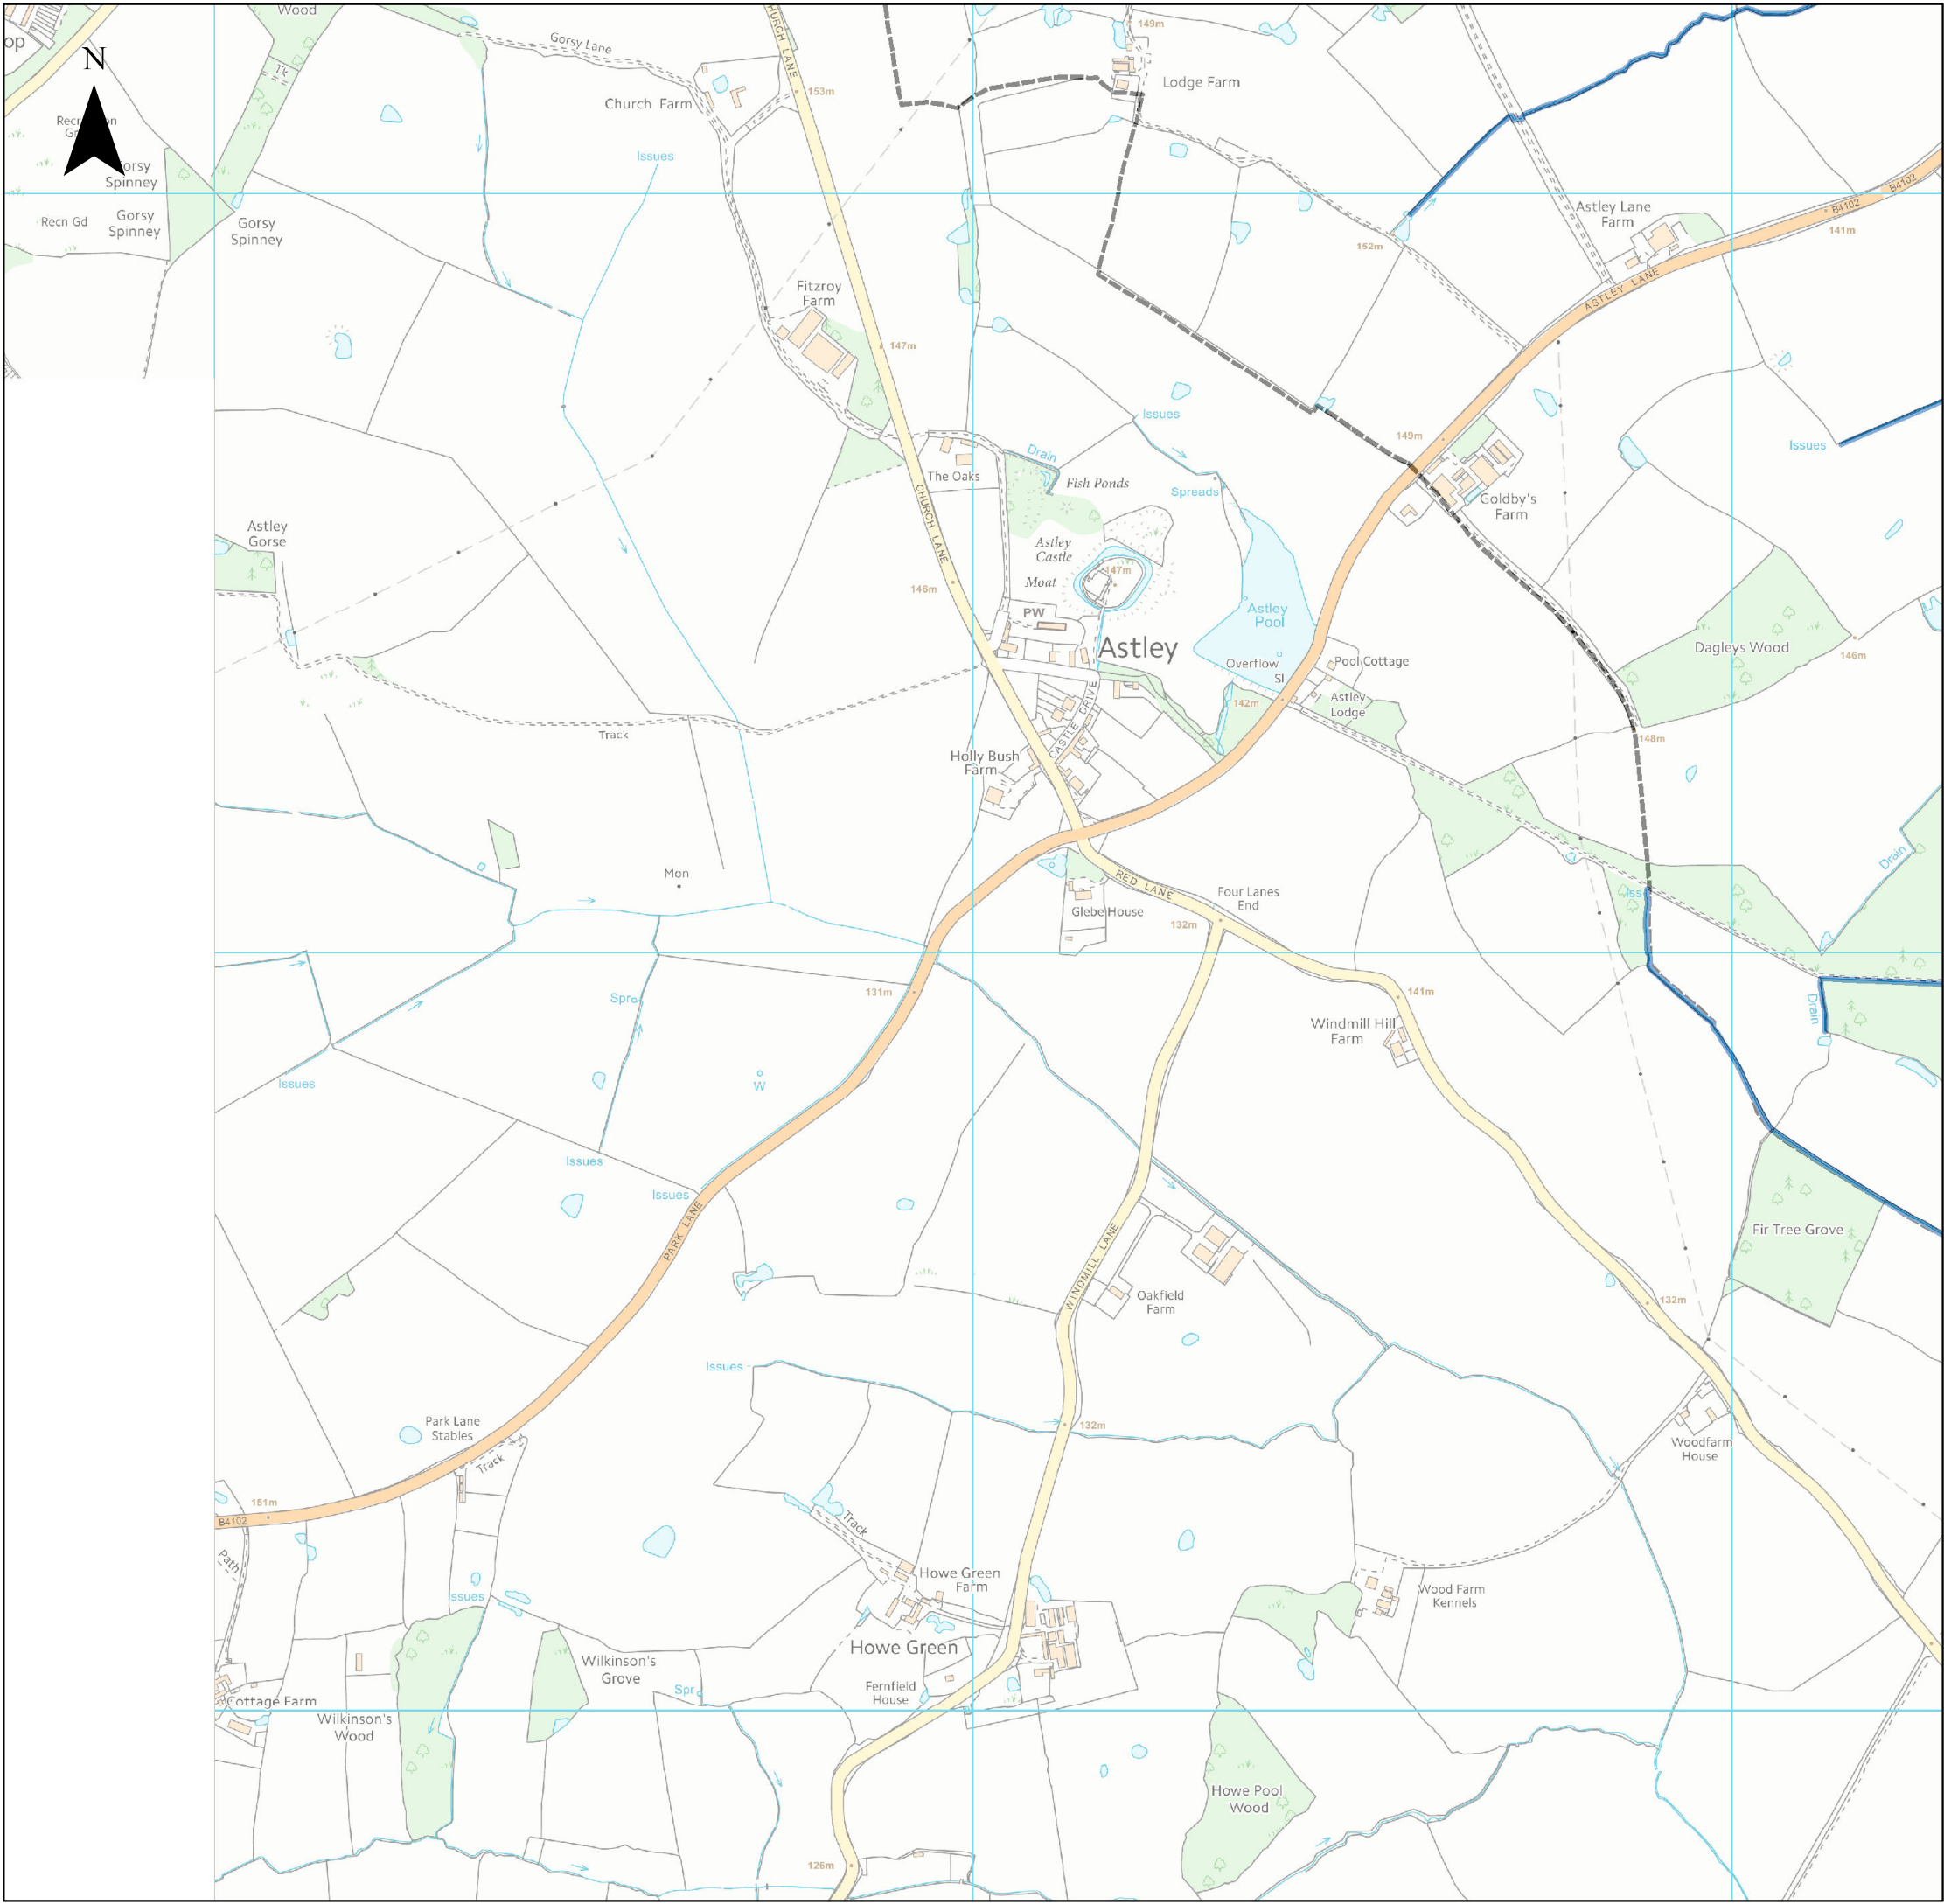 Wood
op
N
Gorsy Lane
CHURCH LANE
149m
Tk
Lodge Farm
153m
Church Farm
Issues
Gorsy
Spinney
Recn Gd
Gorsy
Spinney
Gorsy
Spinney
B4102
B4102
Astley Lane
Farm
141m
152m
ASTLEY LANE
Fitzroy
Farm
147m
Issues
149m
Issues
Drain
The Oaks
Fish Ponds
Spreads
Goldby's
Farm
CHURCH LANE
Astley
Gorse
Astley
Castle
Moat
147m
146m
PW
Astley
Pool
Astley
Dagleys Wood
146m
Overflow
Sl
Pool Cottage
142m
Astley
Lodge
CASTLE DRIVE
Track
148m
Holly Bush
Farm
Mon
Drain
RED LANE
Four Lanes
End
Glebe House
132m
131m
Spr
141m
Drain
Windmill Hill
Farm
Issues
W
Issues
Issues
PARK LANE
Fir Tree Grove
WINDMILL LANE
Oakfield
Farm
132m
Issues
Park Lane
Stables
Track
132m
Woodfarm
House
151m
B4102
Track
Path
Howe Green
Farm
Wood Farm
Kennels
ssues
Howe Green
Wilkinson's
Grove
Fernfield
House
Spr
Cottage Farm
Wilkinson's
Wood
Howe Pool
Wood
126m